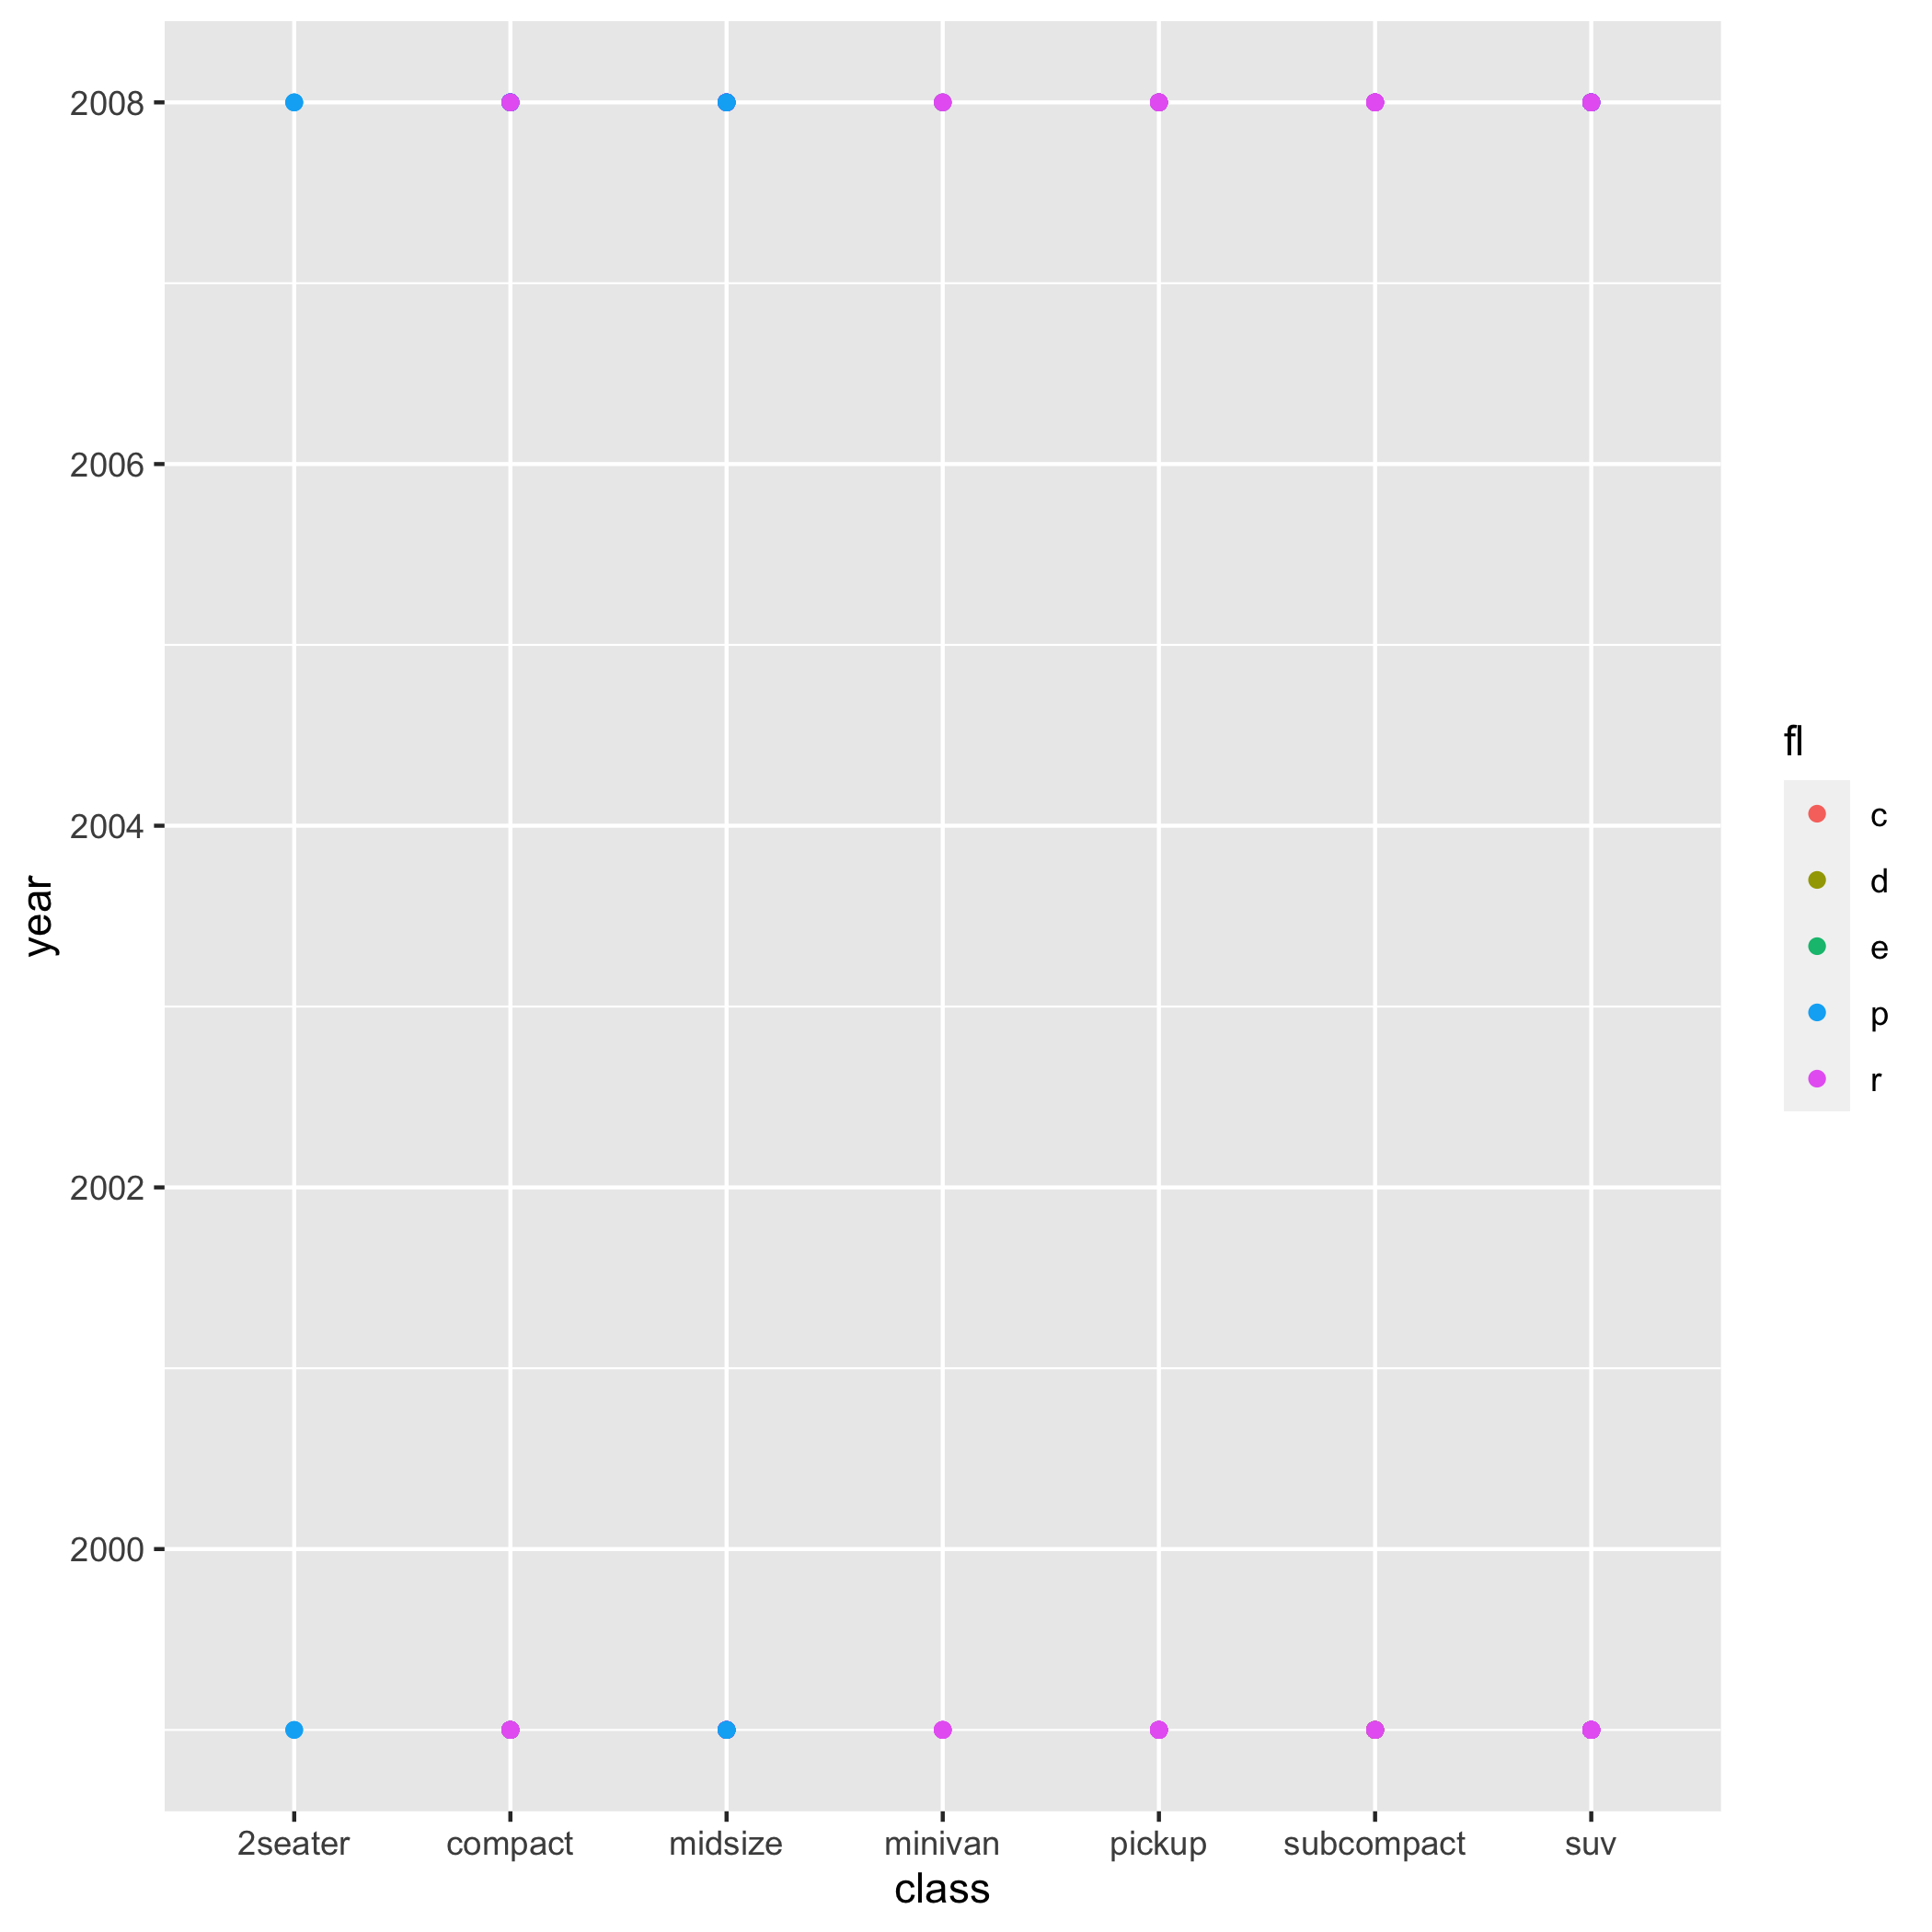 2008
2006
2004
2002
2000
year
2seater compact midsize minivan pickup subcompact suv
class
fl
c
d
e
p
r